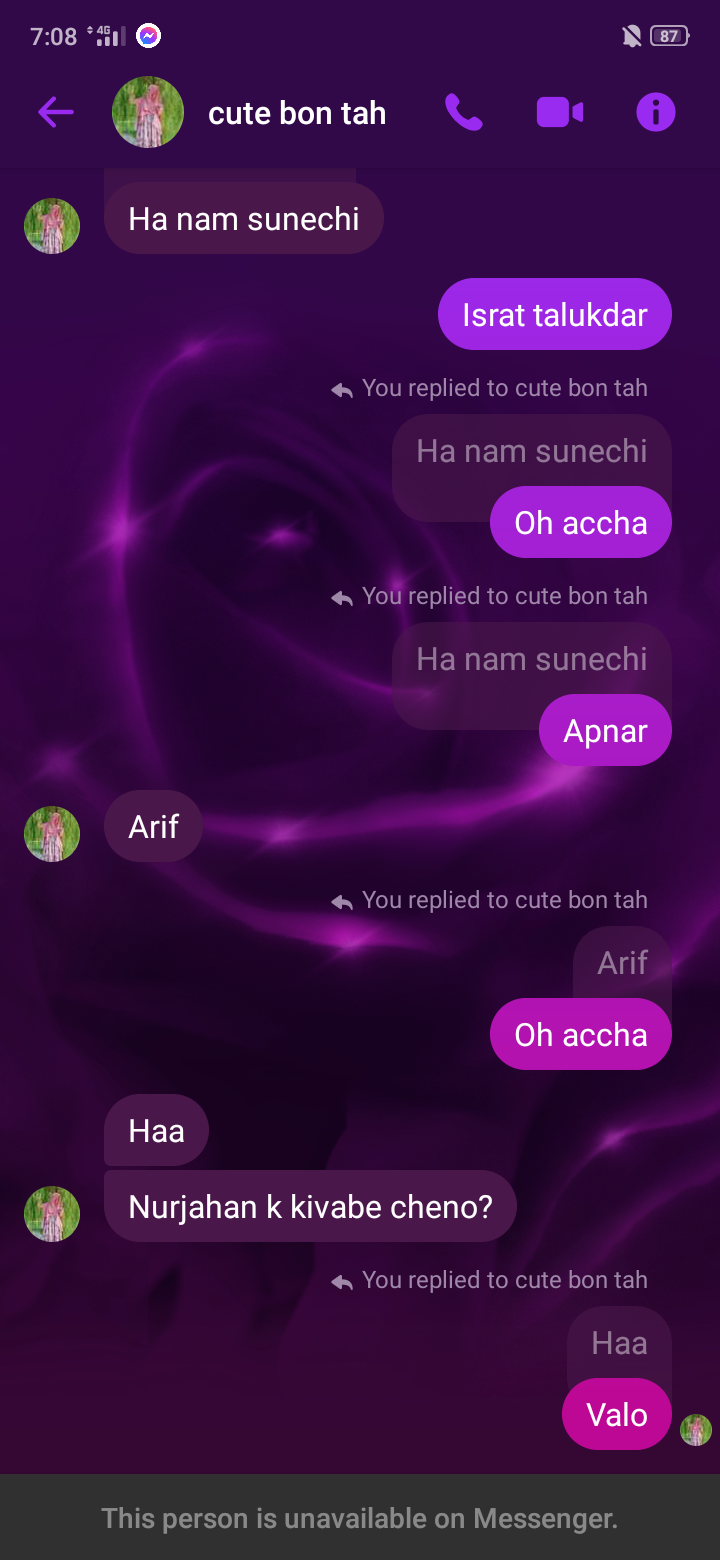 7:08
4G
87
cute bon tah
Ha nam sunechi
Israt talukdar
You replied to cute bon tah
Ha nam sunechi
Oh accha
You replied to cute bon tah
Ha nam sunechi
Apnar
Arif
You replied to cute bon tah
Arif
Oh accha
Haa
Nurjahan k kivabe cheno?
You replied to cute bon tah
Haa
Valo
This person is unavailable on Messenger.